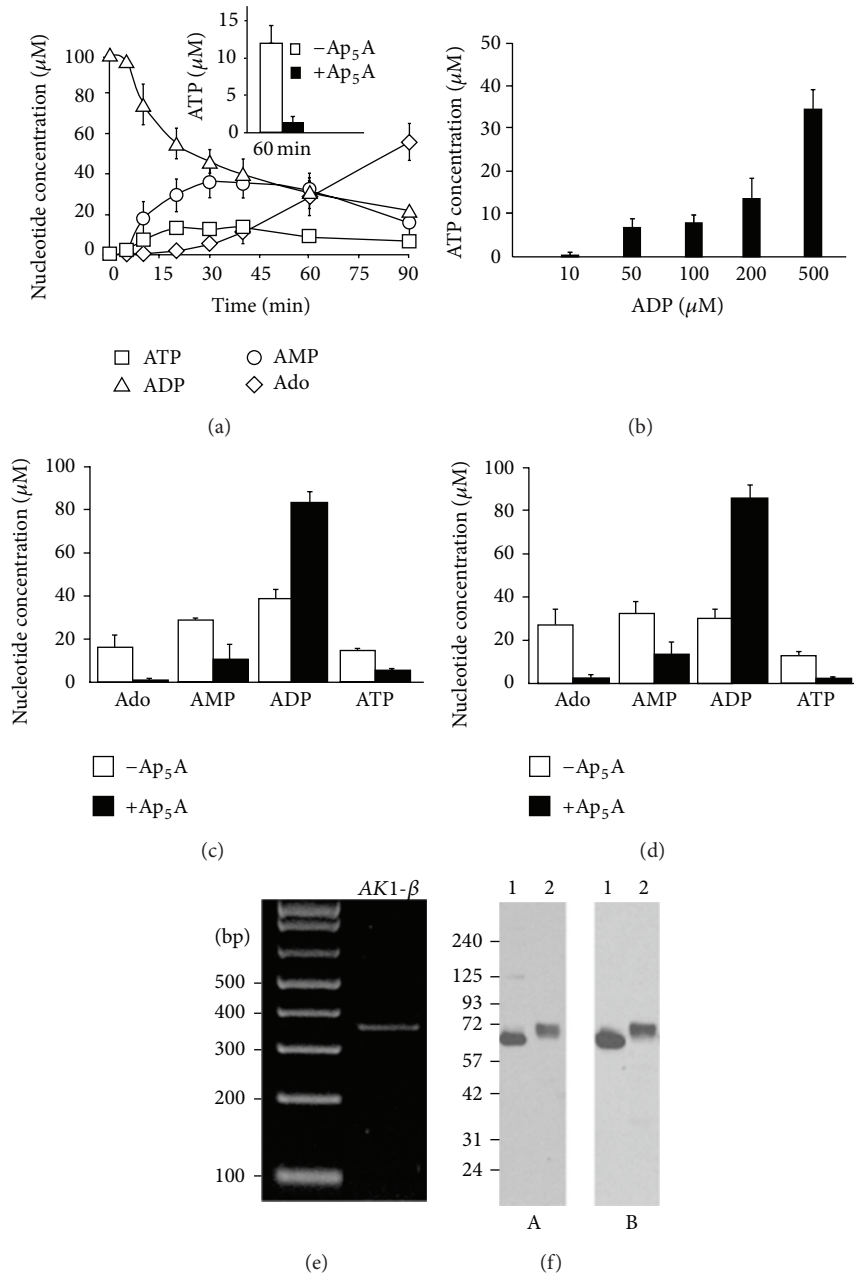 Nucleotide concentration (μM)
100
80
60
40
20
0
0
15
30
45
60
75
90
Time (min)
ATP (μM)
15
10
5
0
−Ap5A
+Ap5A
60 min
ATP
AMP
ADP
Ado
(a)
ATP concentration (μM)
50
40
30
20
10
0
10
50
100
200
500
ADP (μM)
(b)
Nucleotide concentration (μM)
100
80
60
40
20
0
Ado
AMP
ADP
ATP
−Ap5A
+Ap5A
(c)
Nucleotide concentration (μM)
100
80
60
40
20
0
Ado
AMP
ADP
ATP
−Ap5A
+Ap5A
(d)
AK1-β
(bp)
500
400
300
200
100
(e)
1 2
1 2
240
125
93
72
57
42
31
24
A
B
(f)